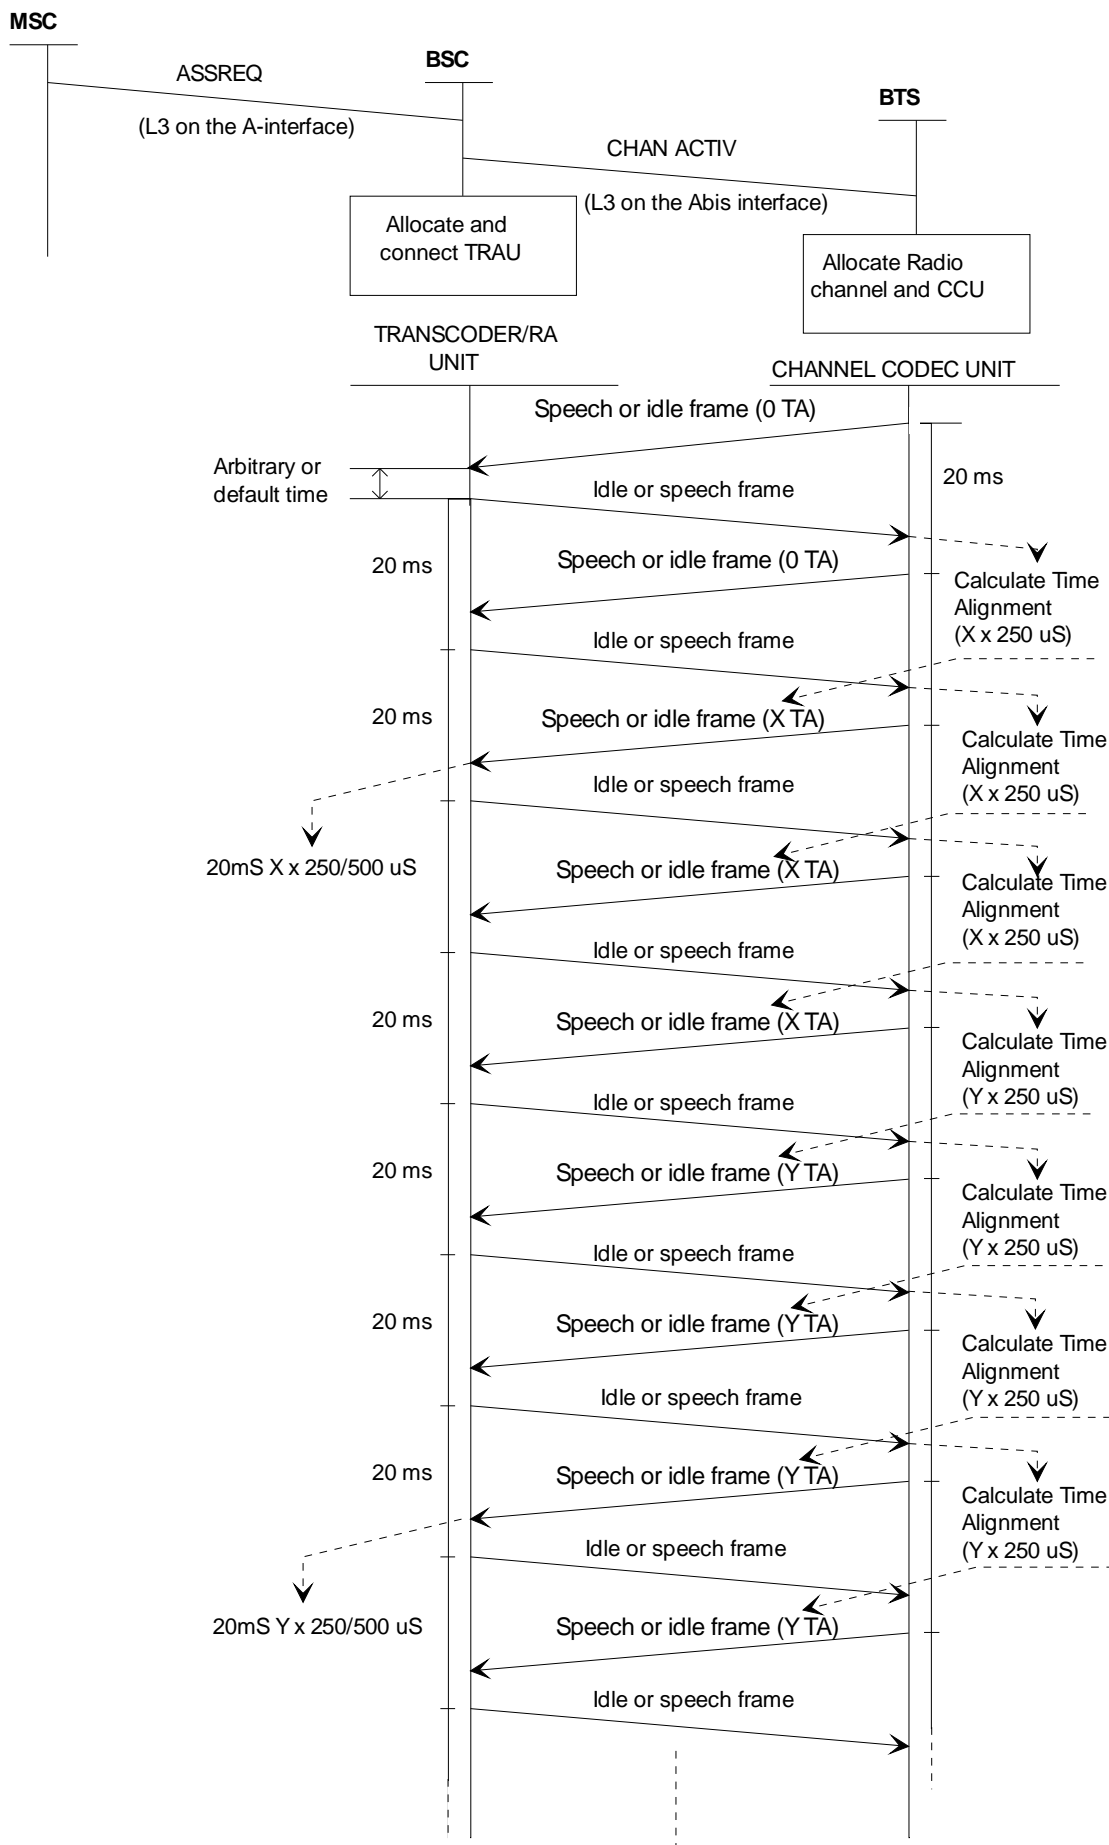 MSC
BSC
ASSREQ
BTS
(L3 on the A-interface)
CHAN ACTIV
(L3 on the Abis interface)
Allocate and
connect TRAU
Allocate Radio
channel and CCU
TRANSCODER/RA
UNIT
CHANNEL CODEC UNIT
Speech or idle frame (0 TA)
Arbitrary or
default time
20 ms
Idle or speech frame
20 ms
Speech or idle frame (0 TA)
Calculate Time
Alignment
(X x 250 uS)
Idle or speech frame
20 ms
Speech or idle frame (X TA)
Calculate Time
Alignment
(X x 250 uS)
Idle or speech frame
20mS X x 250/500 uS
Speech or idle frame (X TA)
Calculate Time
Alignment
(X x 250 uS)
Idle or speech frame
20 ms
Speech or idle frame (X TA)
Calculate Time
Alignment
(Y x 250 uS)
Idle or speech frame
20 ms
Speech or idle frame (Y TA)
Calculate Time
Alignment
(Y x 250 uS)
Idle or speech frame
20 ms
Speech or idle frame (Y TA)
Calculate Time
Alignment
(Y x 250 uS)
Idle or speech frame
20 ms
Speech or idle frame (Y TA)
Calculate Time
Alignment
(Y x 250 uS)
Idle or speech frame
20mS Y x 250/500 uS
Speech or idle frame (Y TA)
Idle or speech frame